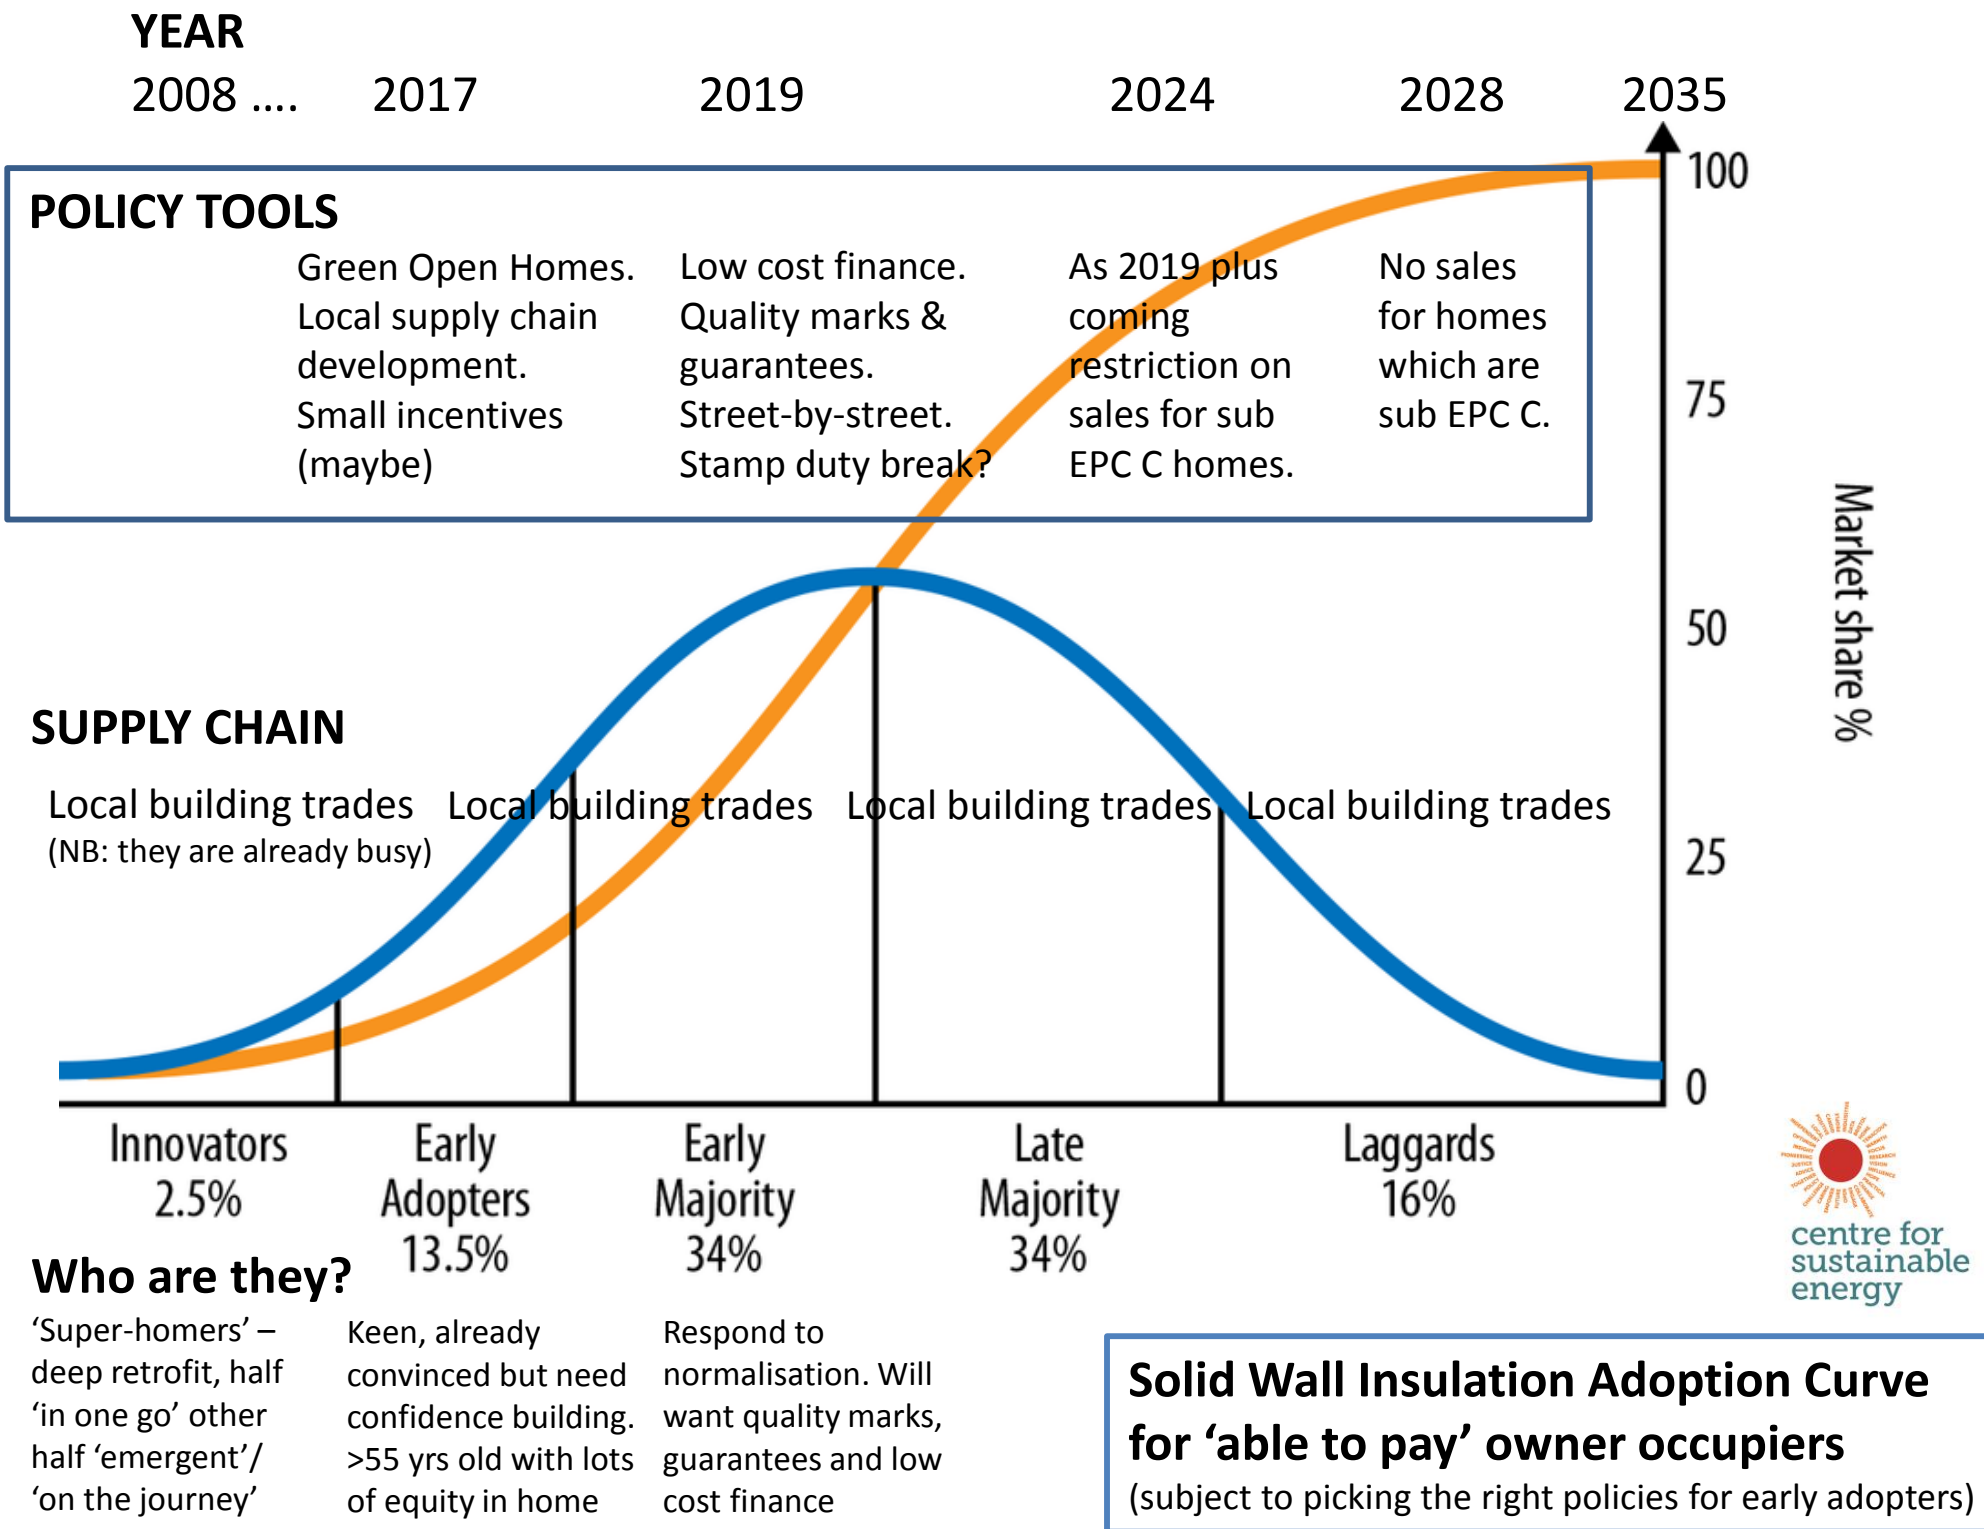 YEAR
2008 .... 2017 2019 2024 2028 2035
POLICY TOOLS
Green Open Homes.
Local supply chain
development.
Small incentives
(maybe)
Low cost finance.
Quality marks &
guarantees.
Street-by-street.
Stamp duty break?
As 2019 plus
coming
restriction on
sales for sub
EPC C homes.
No sales
for homes
which are
sub EPC C.
100
75
50
25
0
Market share %
SUPPLY CHAIN
Local building trades
(NB: they are already busy)
Local building trades
Local building trades
Local building trades
Innovators
2.5%
Early
Adopters
13.5%
Early
Majority
34%
Late
Majority
34%
Laggards
16%
Who are they?
‘Super-homers’ –
deep retrofit, half
‘in one go’ other
half ‘emergent’/
‘on the journey’
Keen, already
convinced but need
confidence building.
>55 yrs old with lots
of equity in home
Respond to
normalisation. Will
want quality marks,
guarantees and low
cost finance
centre for
sustainable
energy
Solid Wall Insulation Adoption Curve
for ‘able to pay’ owner occupiers
(subject to picking the right policies for early adopters)